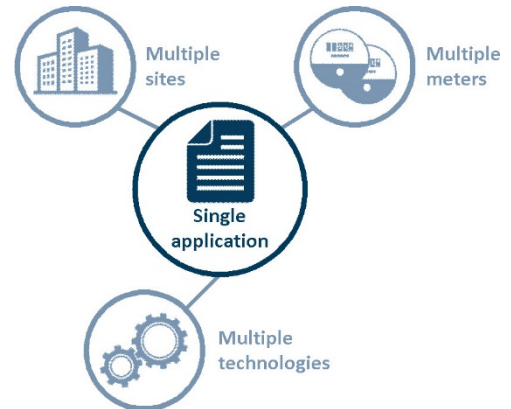 Multiple
sites
Multiple
meters
Single
application
Multiple
technologies